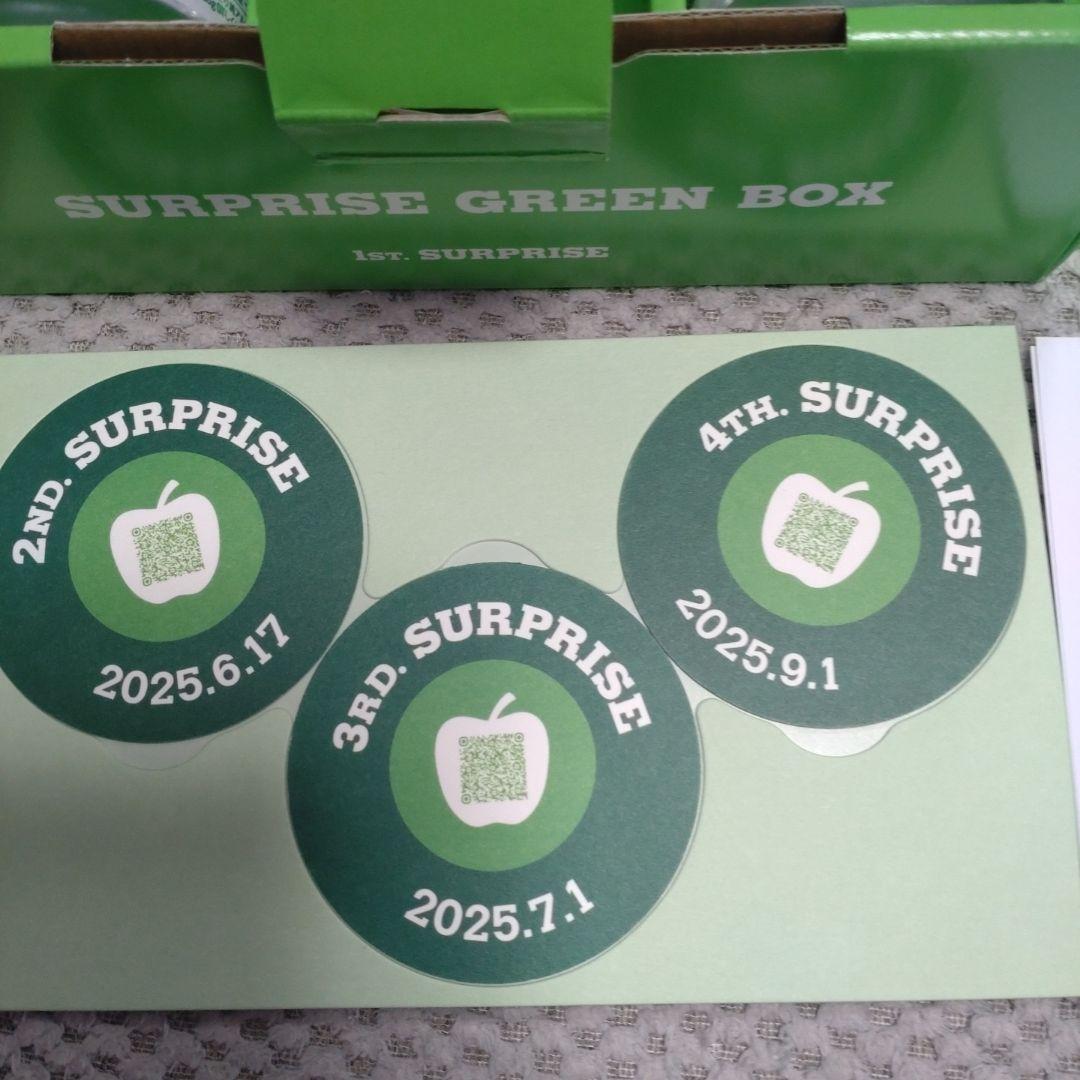 SURPRISE GREEN BOX
1ST. SURPRISE
2ND. SURPRISE
2025.6.17
3RD. SURPRISE
2025.7.1
4TH. SURPRISE
2025.9.1